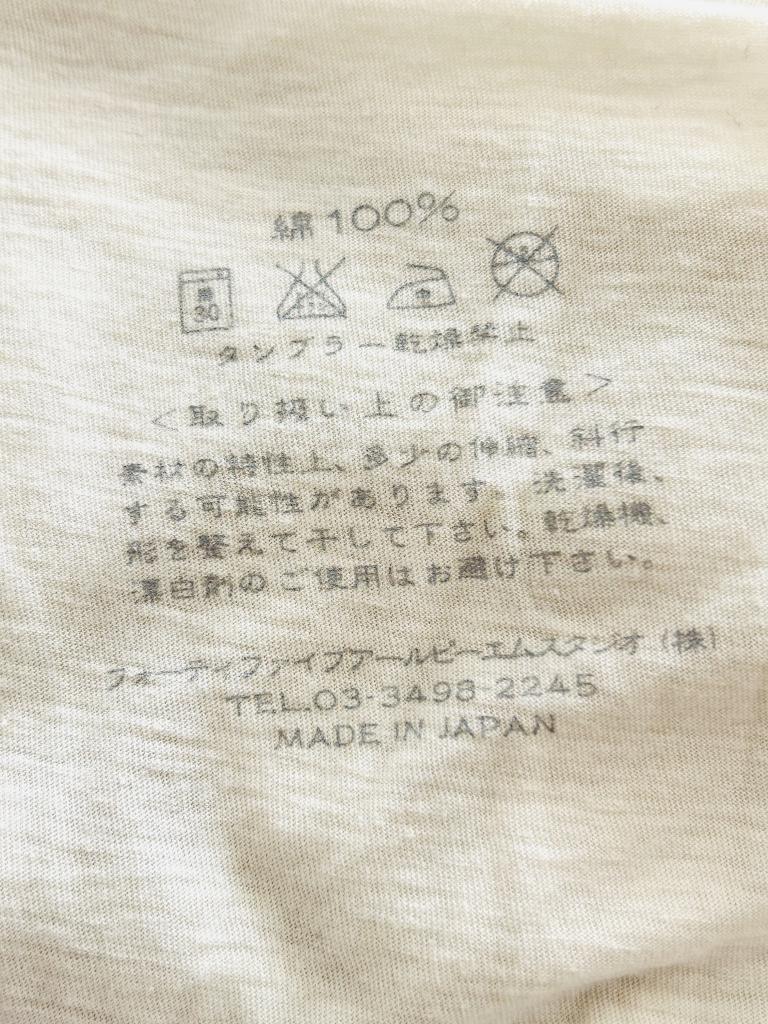 綿100%
30
中
タンブラー乾燥禁止
<取り扱い上の御注意>
素材の特性上、多少の伸縮、斜行
する可能性があります。洗濯後、
形を整えて干して下さい。乾燥機、
漂白剤のご使用はお避け下さい。
フォーティファイブアールピーエムスタジオ(株)
TEL.03-3498-2245
MADE IN JAPAN